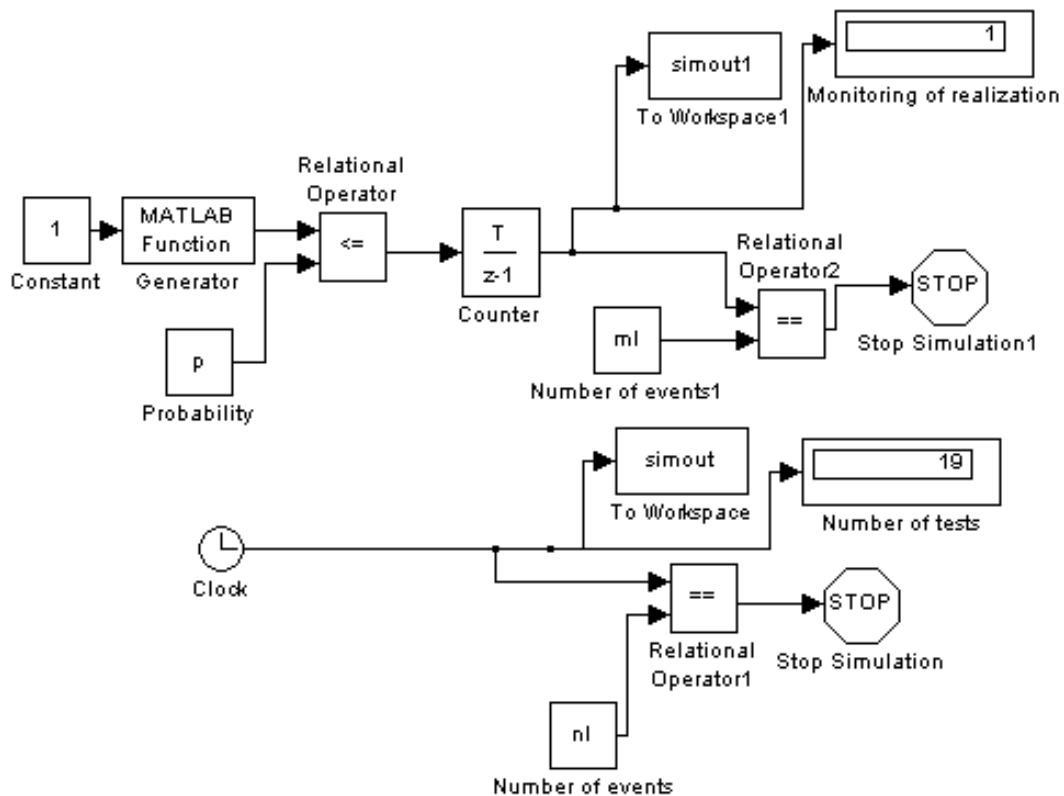 simout1
To Workspace1
1
Monitoring of realization
1
Constant
MATLAB
Function
Generator
Relational
Operator
<=
p
Probability
T
z-1
Counter
ml
Number of events1
Relational
Operator2
==
STOP
Stop Simulation1
simout
To Workspace
19
Number of tests
Clock
==
Relational
Operator1
STOP
Stop Simulation
nl
Number of events